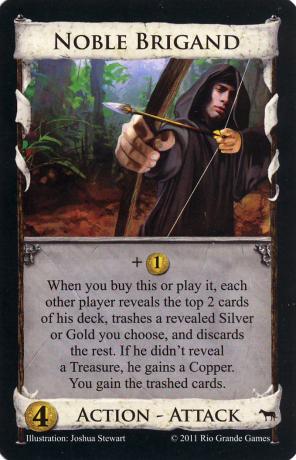 NOBLE BRIGAND
+ 1
When you buy this or play it, each
other player reveals the top 2 cards
of his deck, trashes a revealed Silver
or Gold you choose, and discards
the rest. If he didn't reveal
a Treasure, he gains a Copper.
You gain the trashed cards.
4 ACTION - ATTACK
Illustration: Joshua Stewart © 2011 Rio Grande Games